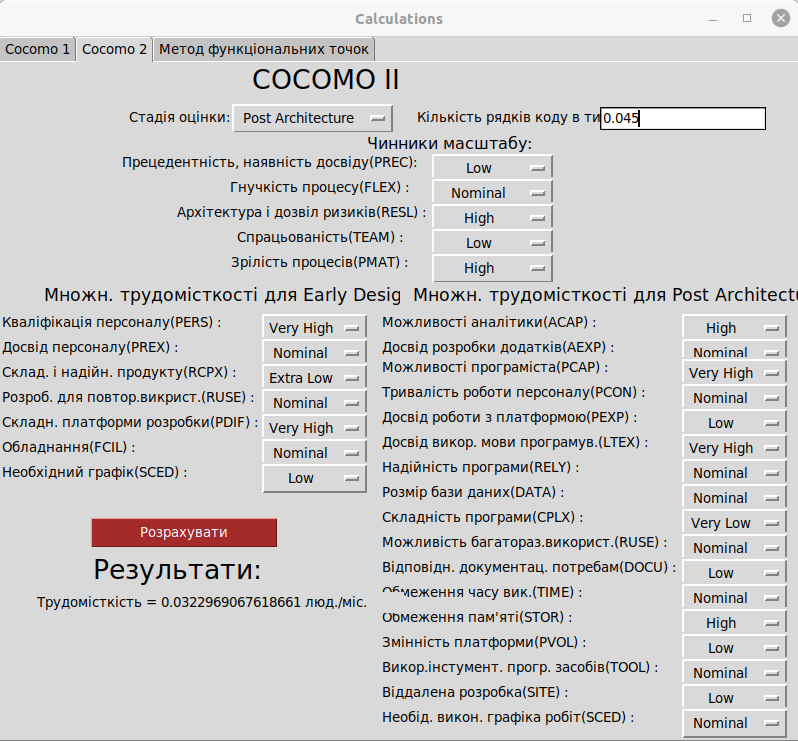 Calculations
Cocomo 1 Cocomo 2 Метод функціональних точок
COCOMO II
Стадія оцінки: Post Architecture Кількість рядків коду в ти 0.045
Чинники масштабу:
Прецедентність, наявність досвіду(PREC): Low
Гнучкість процесу(FLEX) : Nominal
Архітектура і дозвіл ризиків(RESL) : High
Спрацьованість(TEAM) : Low
Зрілість процесів(PMAT) : High
Множн. трудомісткості для Early Desig
Кваліфікація персоналу(PERS) : Very High
Досвід персоналу(PREX) : Nominal
Склад. і надійн. продукту(RCPX) : Extra Low
Розроб. для повтор.викрист.(RUSE) : Nominal
Складн. платформи розробки(PDIF) : Very High
Обладнання(FCIL) : Nominal
Необхідний графік(SCED) : Low
Розрахувати
Результати:
Трудомісткість = 0.0322969067618661 люд./міс.
Множн. трудомісткості для Post Architectu
Можливості аналітики(ACAP) : High
Досвід розробки додатків(AEXP) : Nominal
Можливості програміста(PCAP) : Very High
Тривалість роботи персоналу(PCON) : Nominal
Досвід роботи з платформою(PEXP) : Low
Досвід викор. мови програмув.(LTEX) : Very High
Надійність програми(RELY) : Nominal
Розмір бази даних(DATA) : Nominal
Складність програми(CPLX) : Very Low
Можливість багатораз.використ.(RUSE) : Nominal
Відповідн. документац. потребам(DOCU) : Low
Обмеження часу вик.(TIME) : Nominal
Обмеження пам'яті(STOR) : High
Змінність платформи(PVOL) : Low
Викор.інстумент. прогр. засобів(TOOL) : Nominal
Віддалена розробка(SITE) : Low
Необід. викон. графіка робіт(SCED) : Nominal